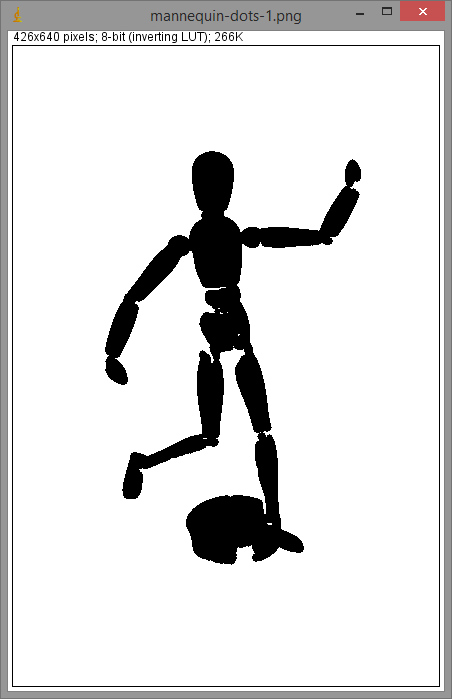 mannequin-dots-1.png
426x640 pixels; 8-bit (inverting LUT); 266K